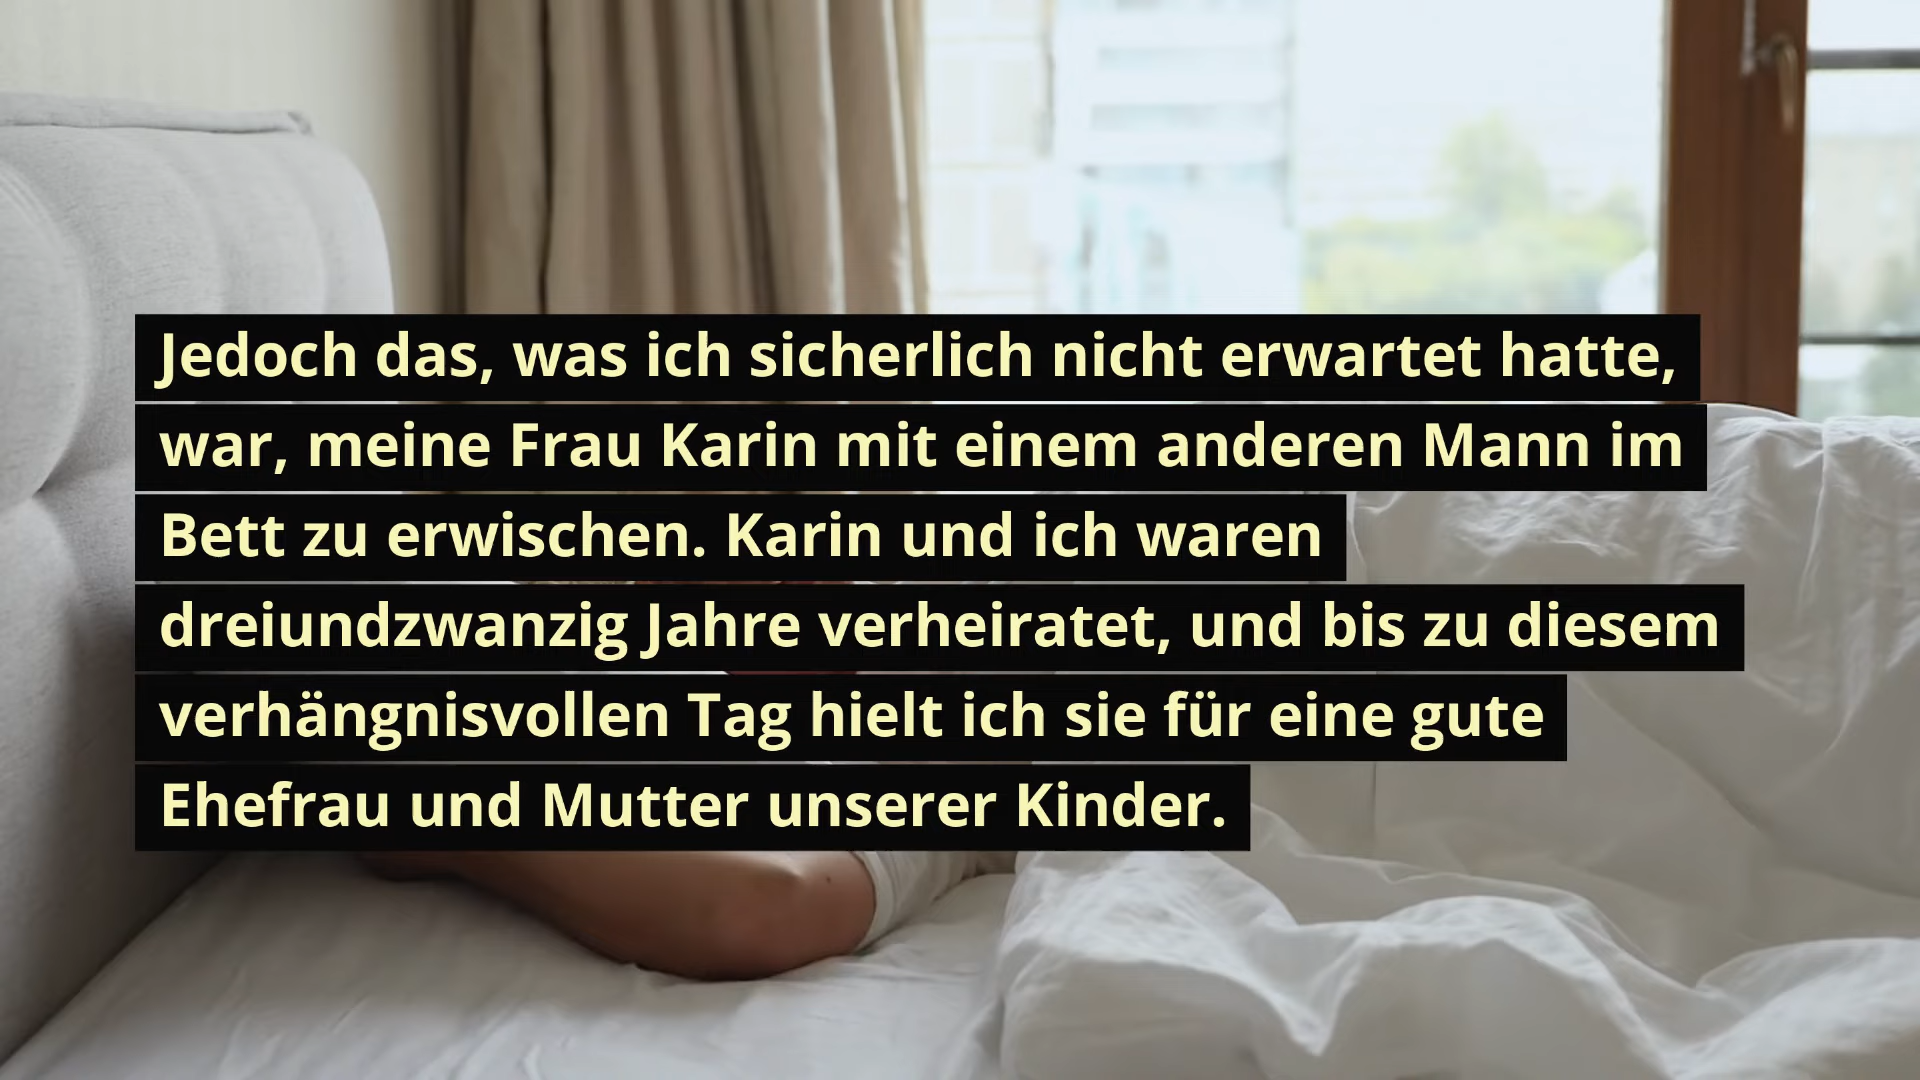 Jedoch das, was ich sicherlich nicht erwartet hatte,
war, meine Frau Karin mit einem anderen Mann im
Bett zu erwischen. Karin und ich waren
dreiundzwanzig Jahre verheiratet, und bis zu diesem
verhängnisvollen Tag hielt ich sie für eine gute
Ehefrau und Mutter unserer Kinder.